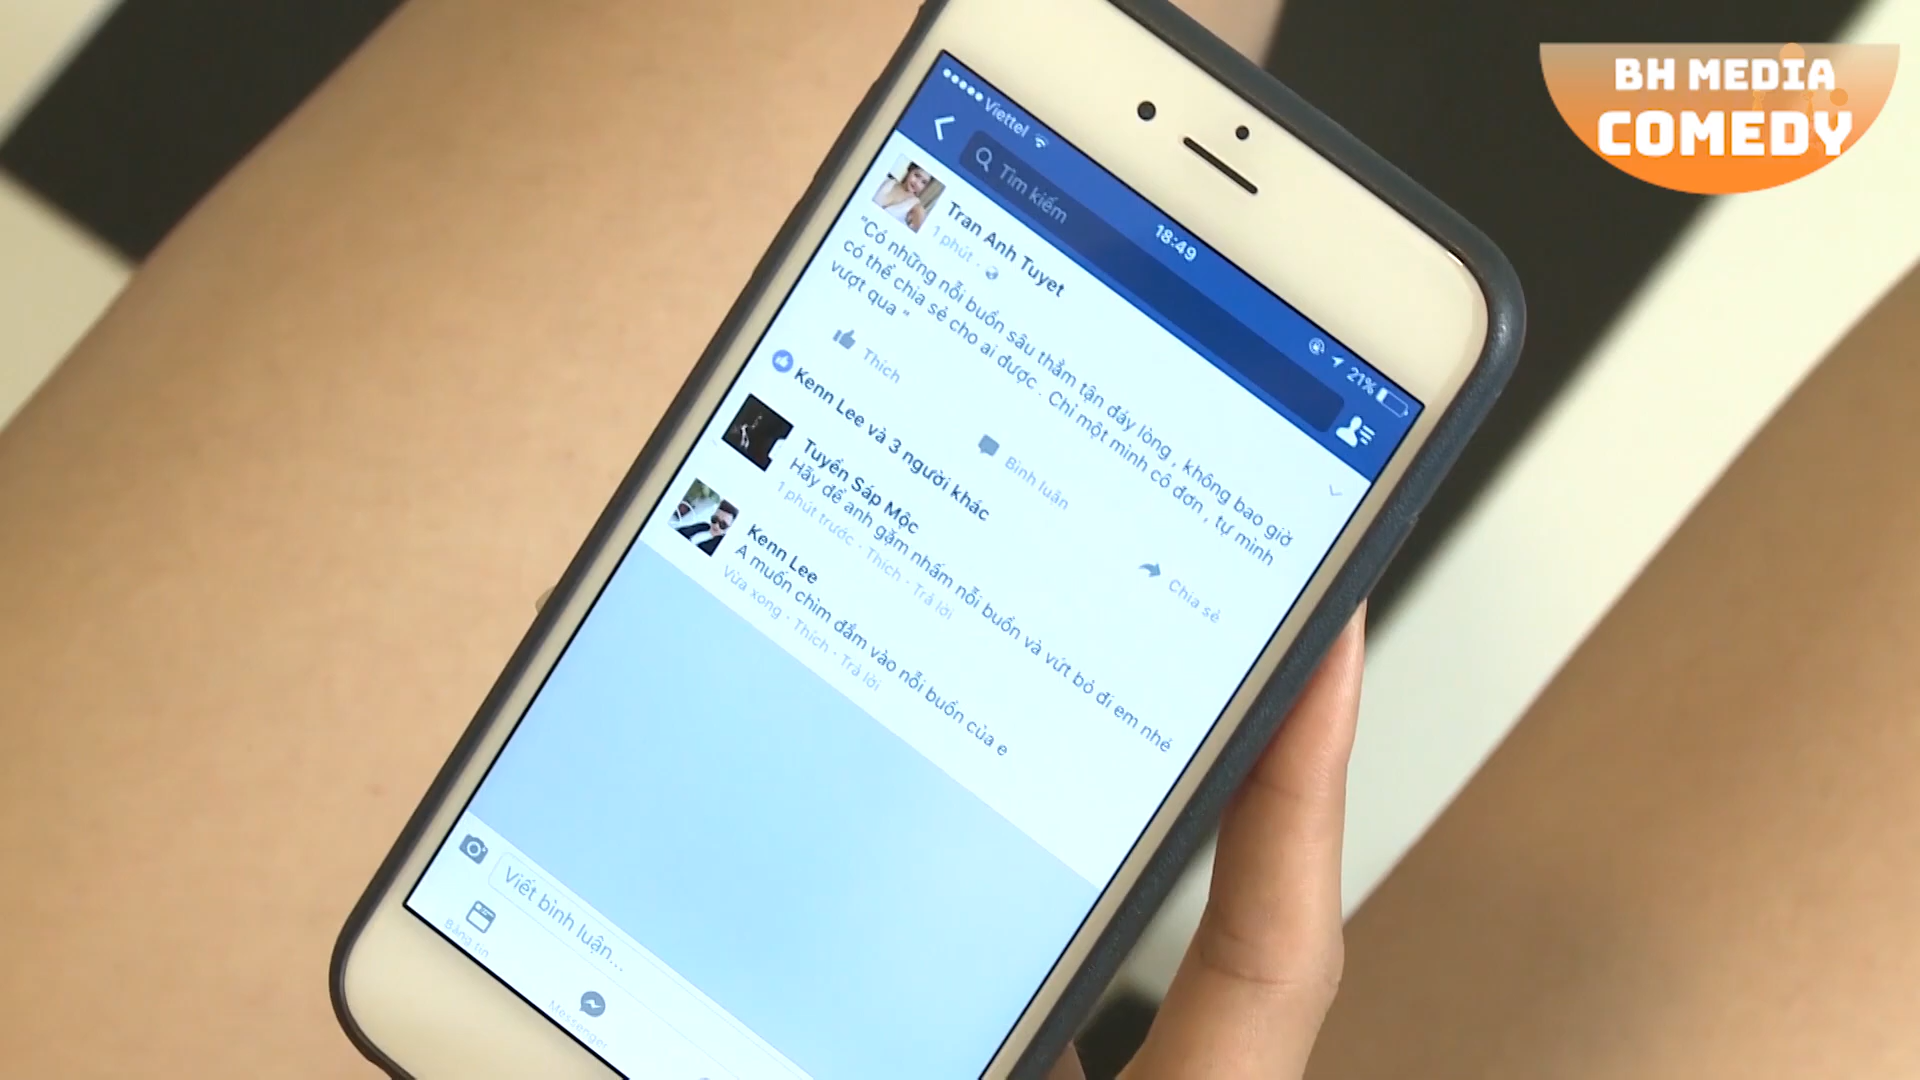 BH MEDIA
COMEDY
Viettel
18:49
21%
Tìm kiếm
Tran Anh Tuyet
1 phút ·
"Có những nỗi buồn sâu thẳm tận đáy lòng , không bao giờ
có thể chia sẻ cho ai được . Chỉ một mình cô đơn , tự mình
vượt qua "
Thích
Bình luận
Chia sẻ
Kenn Lee và 3 người khác
Tuyển Sáp Mộc
Hãy để anh gặm nhấm nỗi buồn và vứt bỏ đi em nhé
1 phút trước · Thích · Trả lời
Kenn Lee
A muốn chìm đắm vào nỗi buồn của e
Vừa xong · Thích · Trả lời
Viết bình luận...
Bảng tin
Messenger